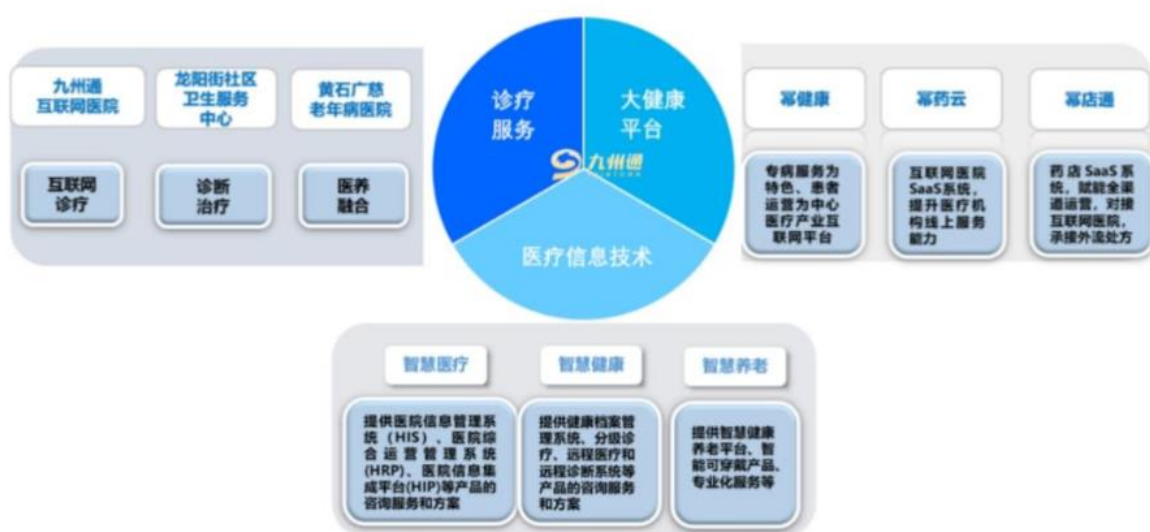 九州通
互联网医院
龙阳街社区
卫生服务
中心
黄石广慈
老年病医院
互联网
诊疗
诊断
治疗
医养
融合
诊疗
服务
大健康
平台
九州通
医疗信息技术
幂健康
幂药云
幂店通
专病服务为
特色、患者
运营为中心
医疗产业互
联网平台
互联网医院
SaaS系统，
提升医疗机
构线上服务
能力
药店SaaS系
统，赋能全渠
道运营，对接
互联网医院，
承接外流处方
智慧医疗
智慧健康
智慧养老
提供医院信息管理系
统（HIS）、医院综
合运营管理系统
(HRP)、医院信息集
成平台(HIP)等产品的
咨询服务和方案
提供健康档案管
理系统、分级诊
疗、远程医疗和
远程诊断系统等
产品的咨询服务
和方案
提供智慧健康
养老平台、智
能可穿戴产品、
专业化服务等